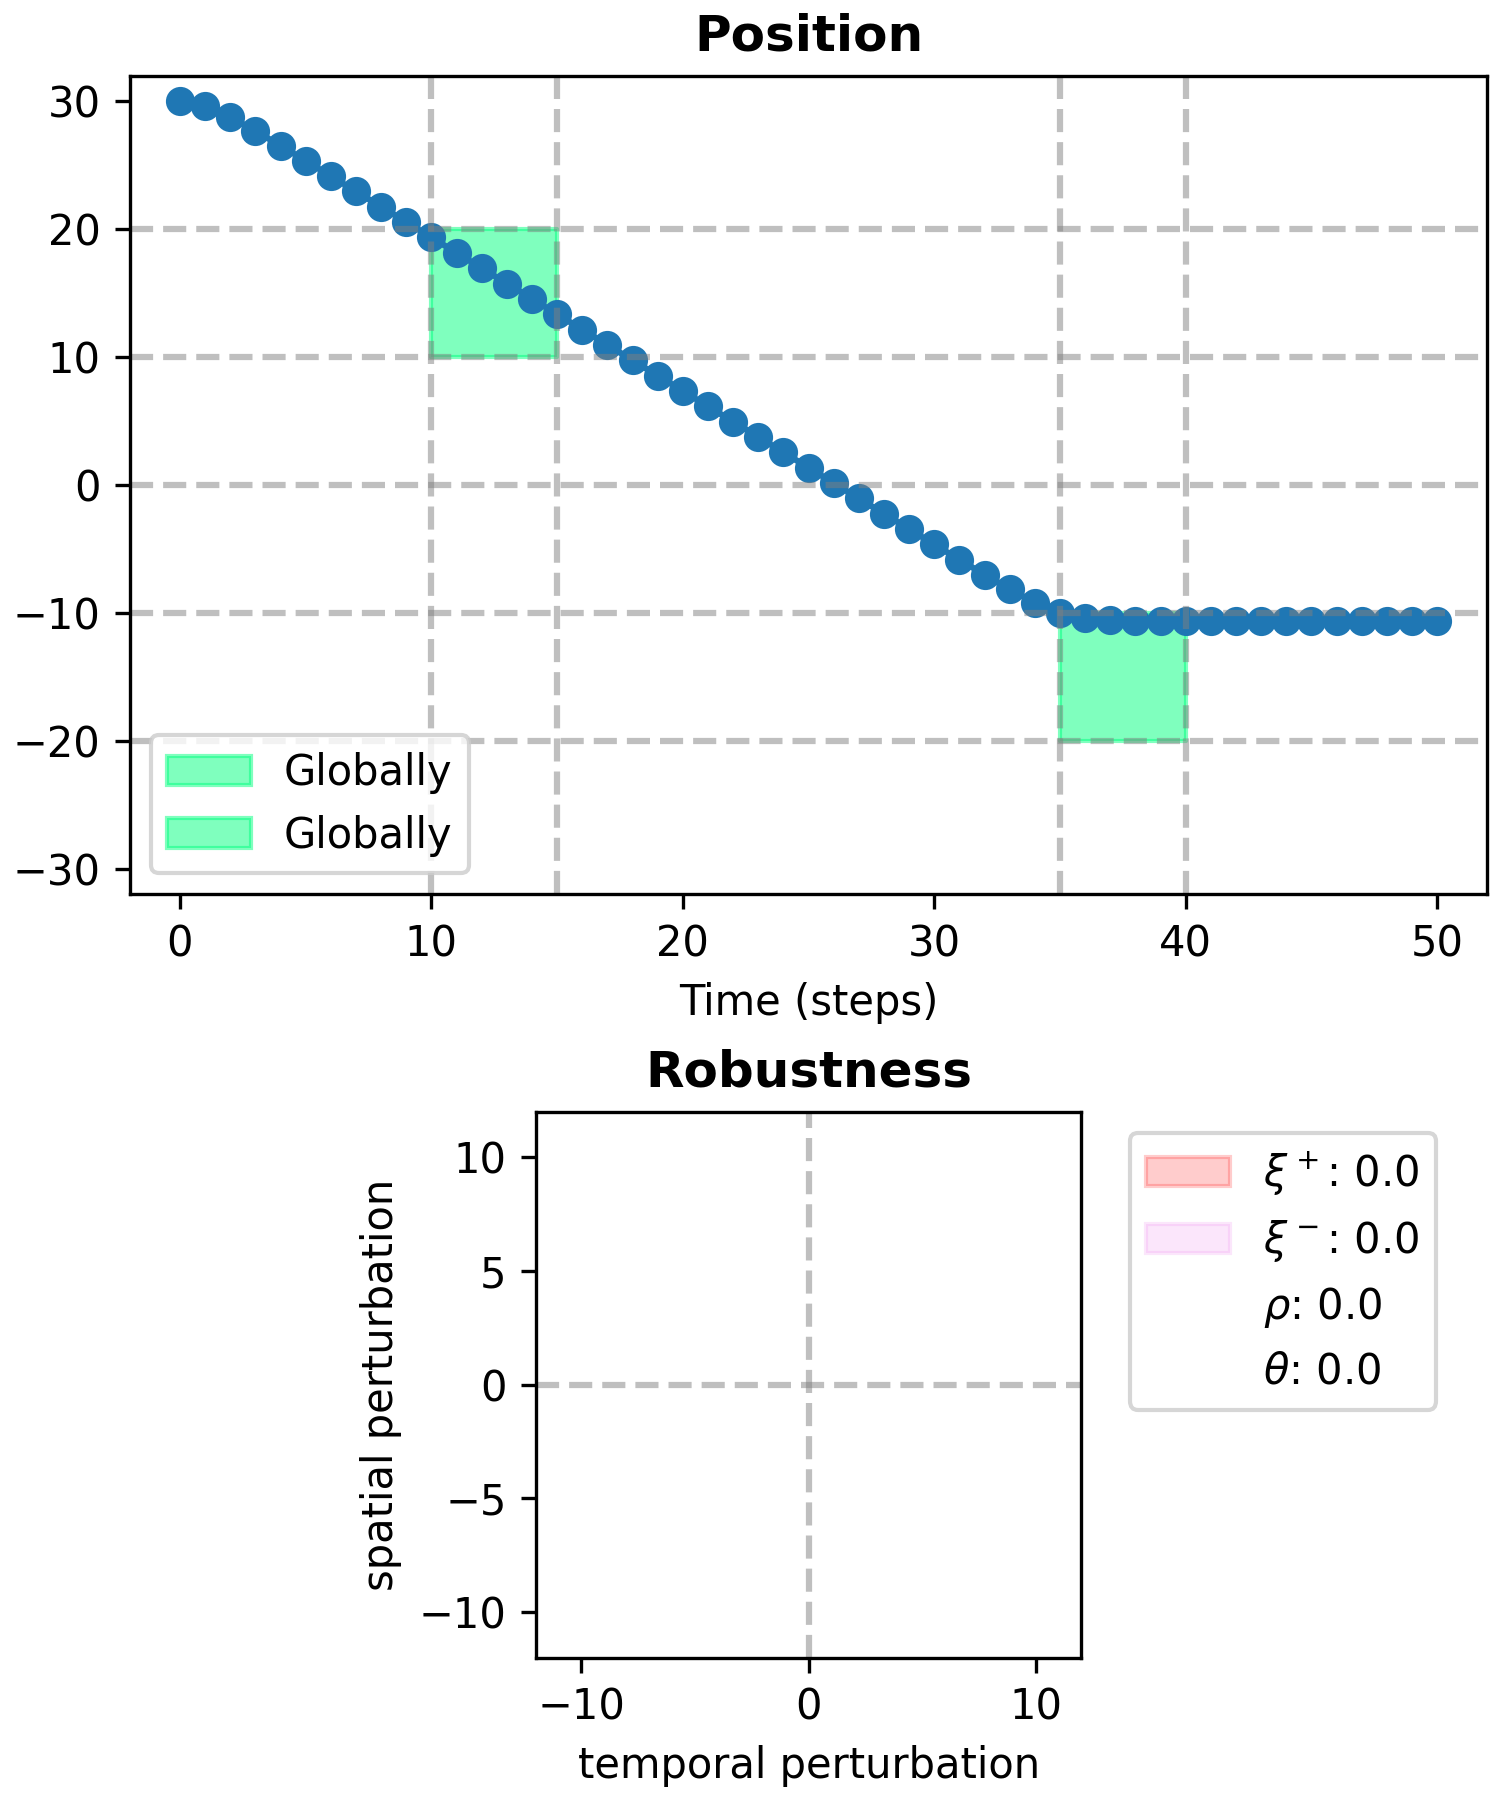 Position
30
20
10
0
−10
−20
−30
Globally
Globally
0 10 20 30 40 50
Time (steps)
Robustness
spatial perturbation
10
5
0
−5
−10
−10 0 10
temporal perturbation
ξ⁺: 0.0
ξ⁻: 0.0
ρ: 0.0
θ: 0.0